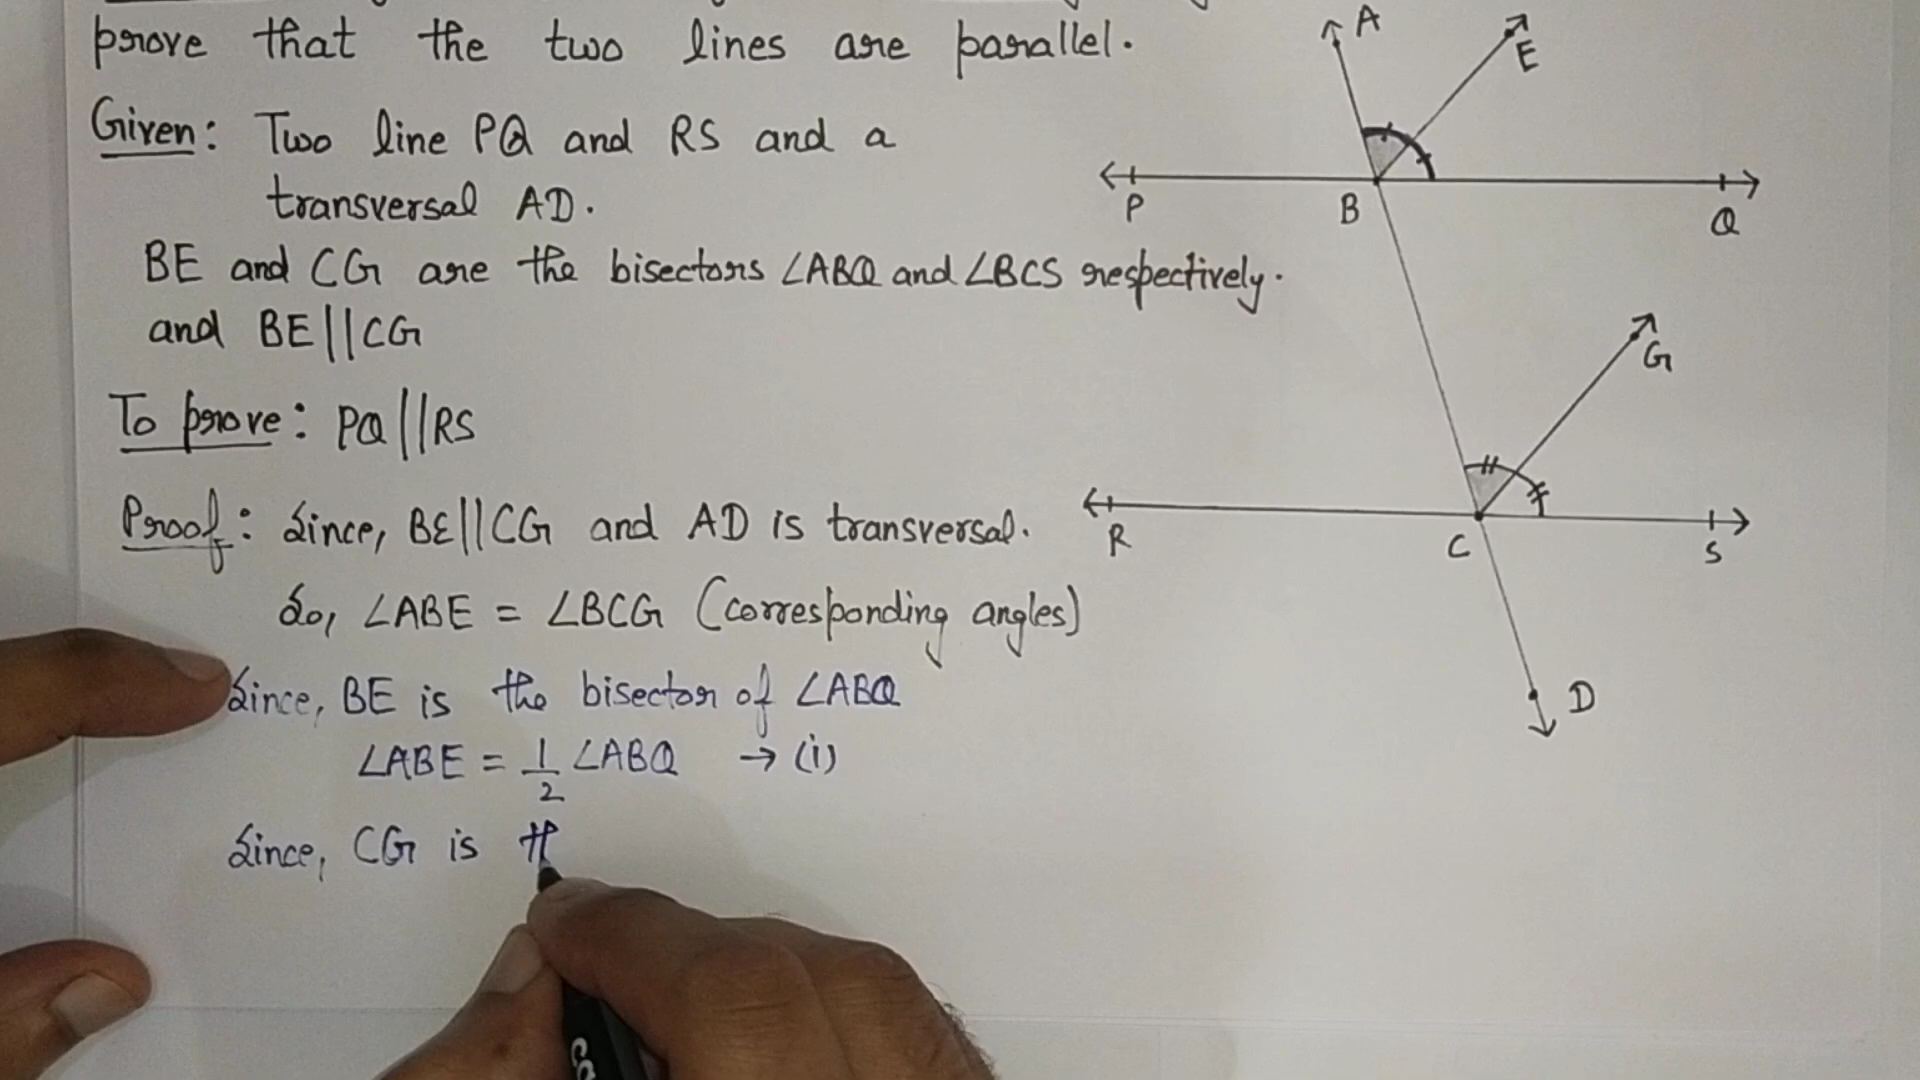 prove that the two lines are parallel.
Given: Two line PQ and RS and a
transversal AD.
BE and CG are the bisectors ∠ABQ and ∠BCS respectively.
and BE||CG
To prove: PQ||RS
Proof: Since, BE||CG and AD is transversal.
So, ∠ABE = ∠BCG (corresponding angles)
Since, BE is the bisector of ∠ABQ
∠ABE = 1/2 ∠ABQ → (i)
Since, CG is
A
E
P
B
Q
G
R
C
S
D